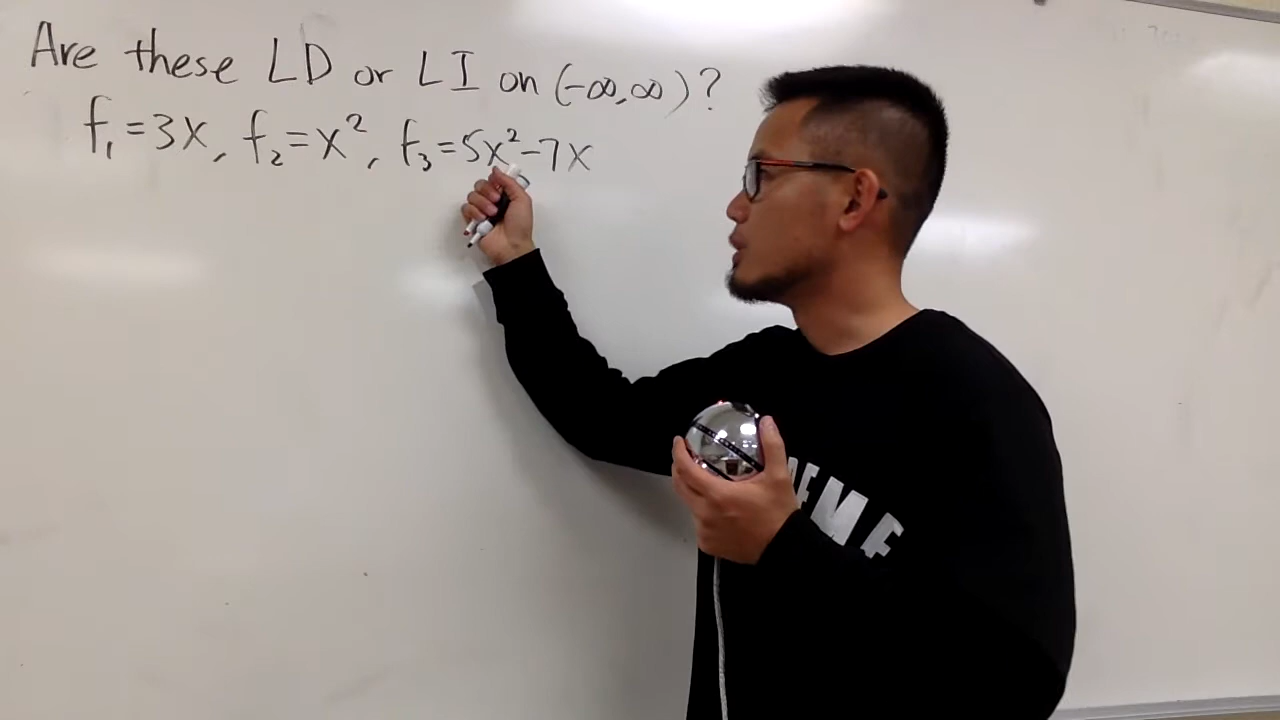 Are these LD or LI on (-∞,∞)?
f₁=3x, f₂=x², f₃=5x²-7x